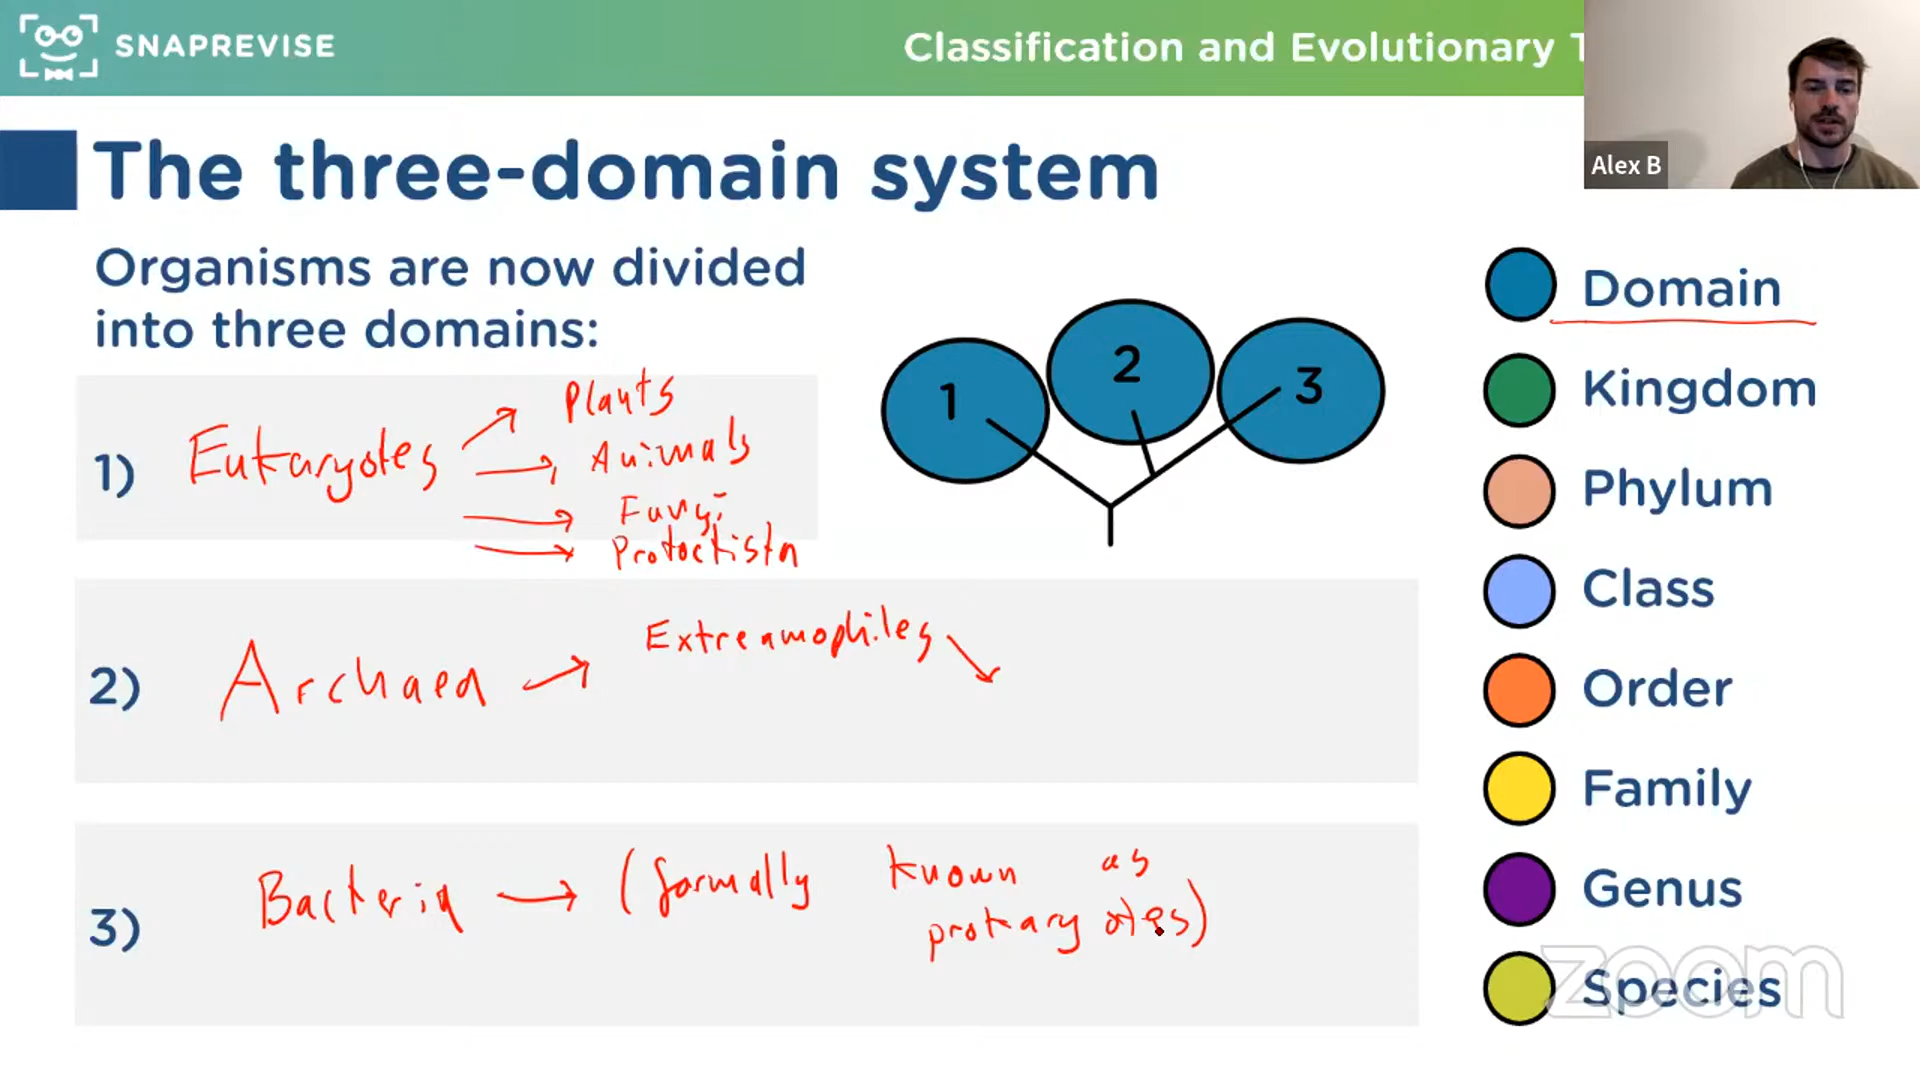 SNAPREVISE
Classification and Evolutionary T
Alex B
The three-domain system
Organisms are now divided
into three domains:
1) Eukaryotes
Plants
Animals
Fungi
Protoctista
1
2
3
2) Archaea
Extreamophiles
3) Bacteria (formally known as
prokaryotes)
Domain
Kingdom
Phylum
Class
Order
Family
Genus
Species
zoom